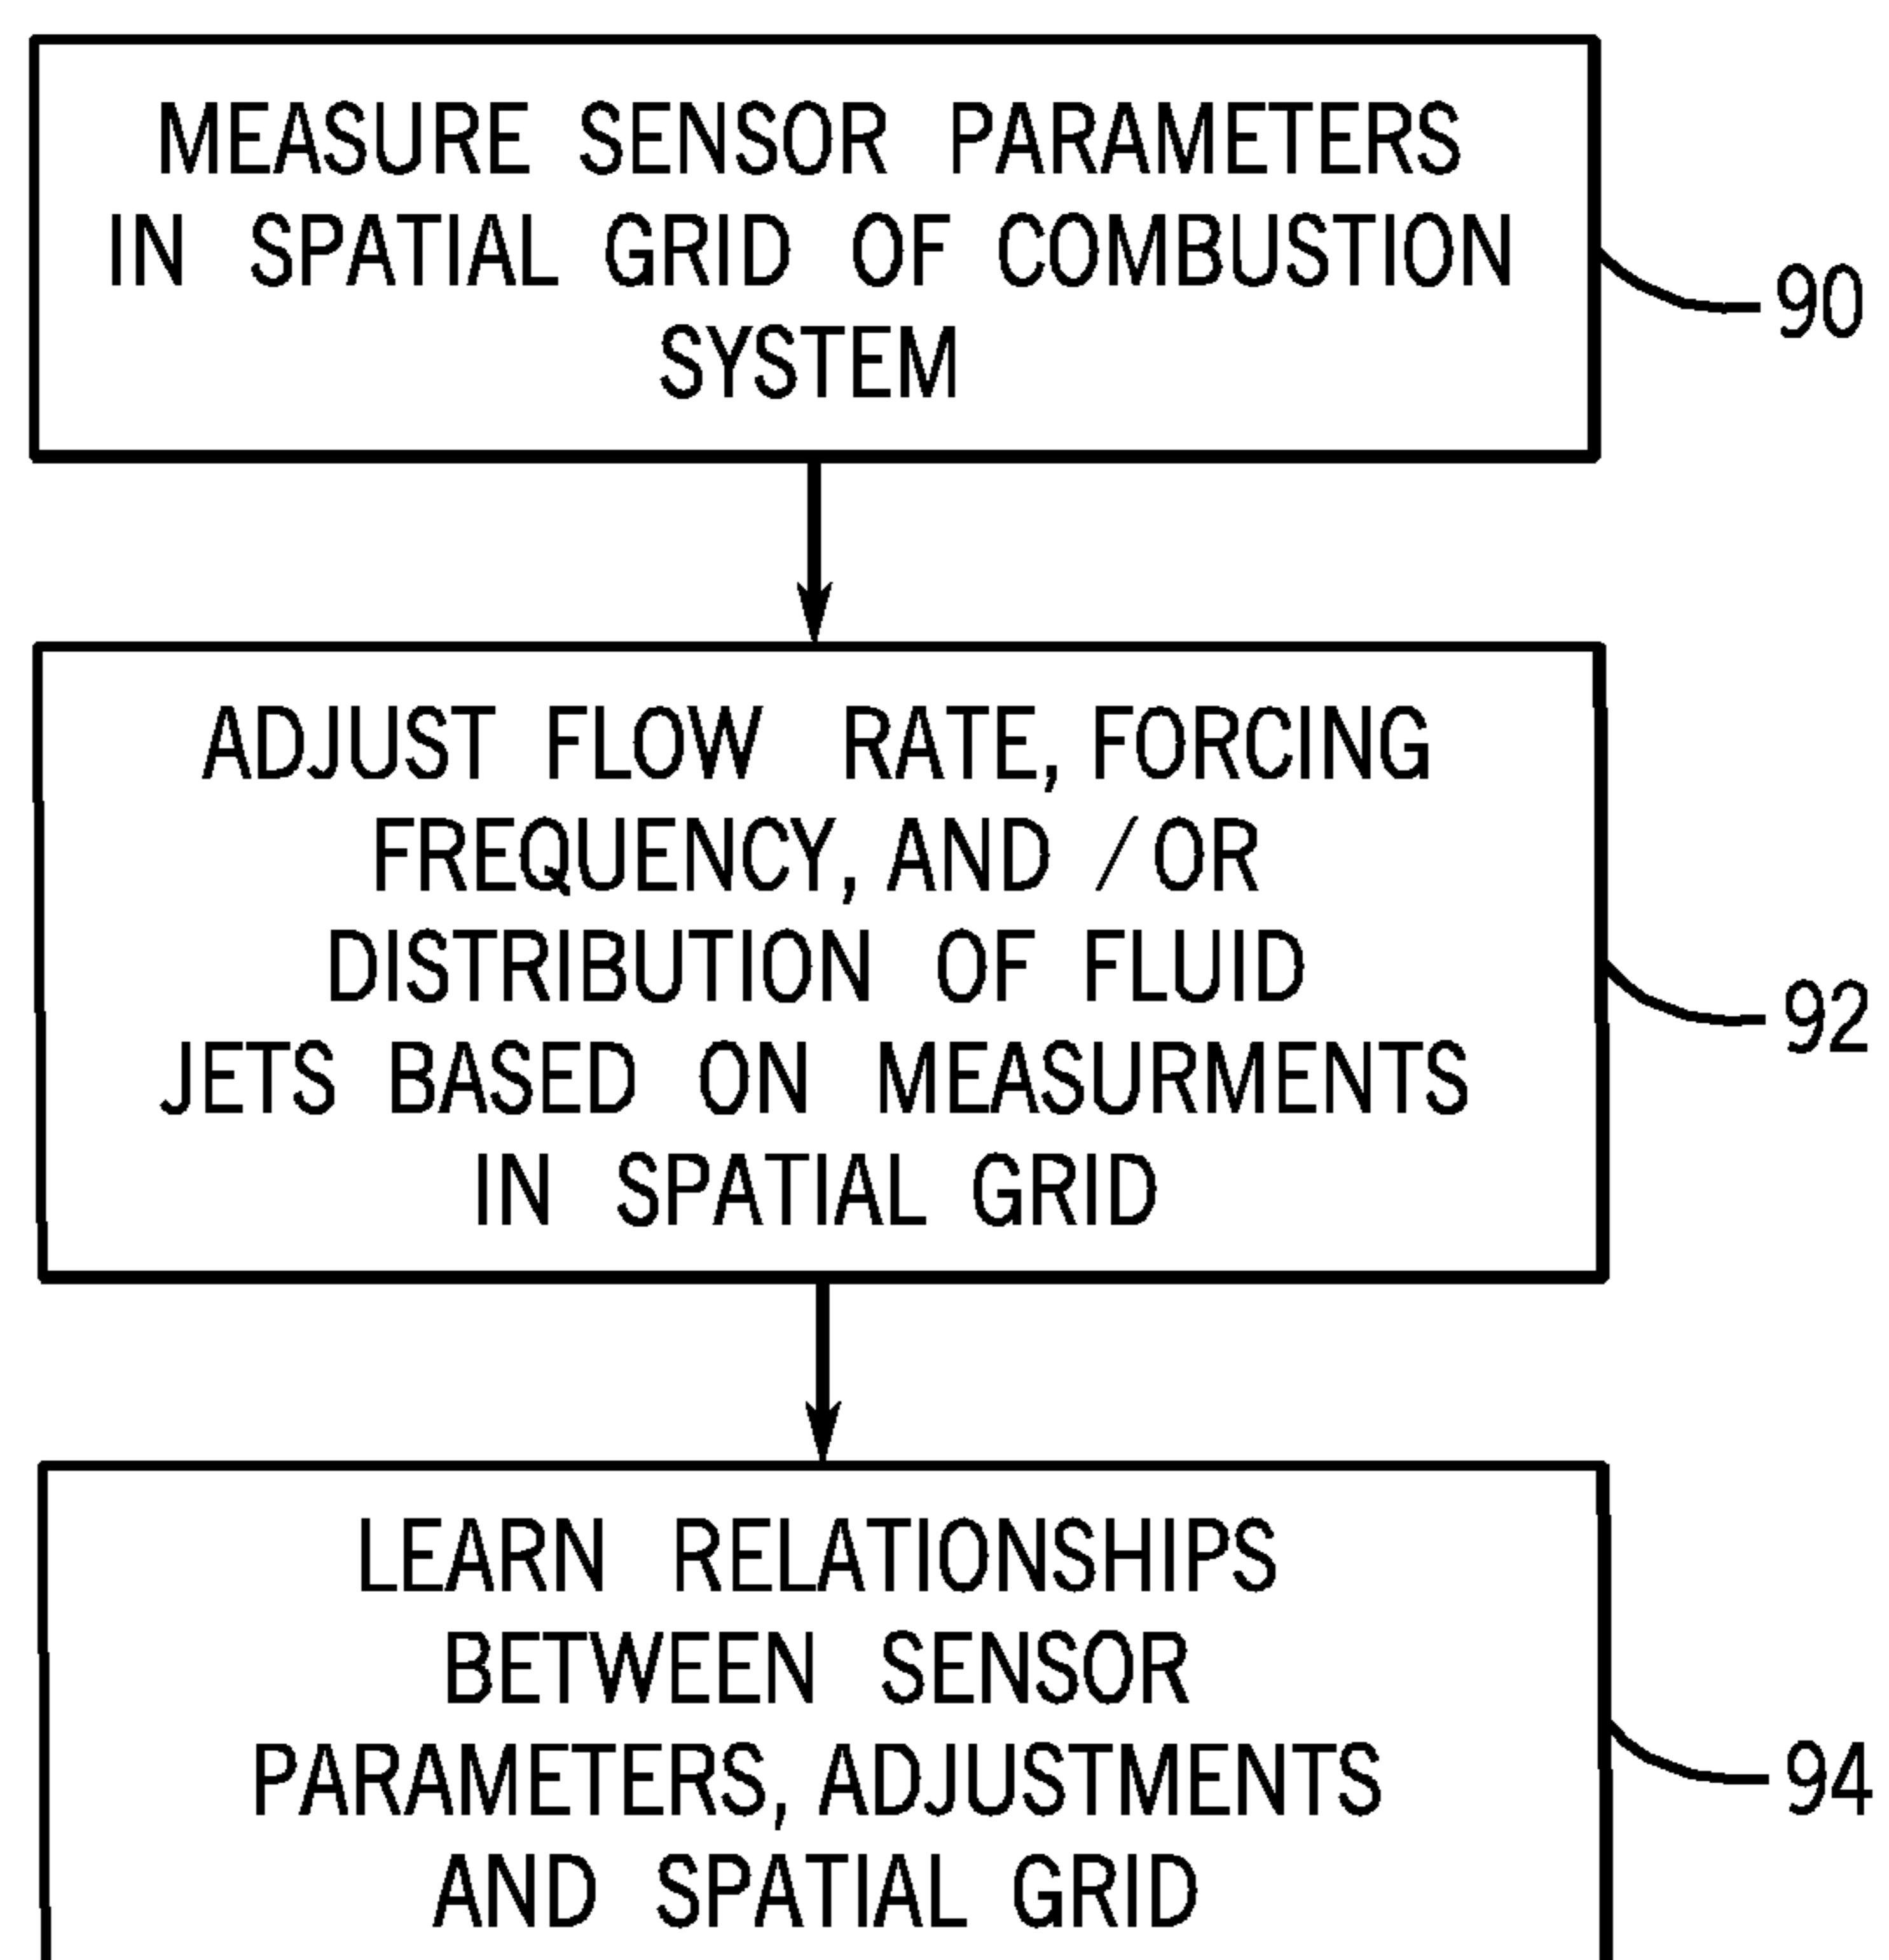 MEASURE SENSOR PARAMETERS
IN SPATIAL GRID OF COMBUSTION
SYSTEM
90
ADJUST FLOW RATE, FORCING
FREQUENCY, AND /OR
DISTRIBUTION OF FLUID
JETS BASED ON MEASURMENTS
IN SPATIAL GRID
92
LEARN RELATIONSHIPS
BETWEEN SENSOR
PARAMETERS, ADJUSTMENTS
AND SPATIAL GRID
94